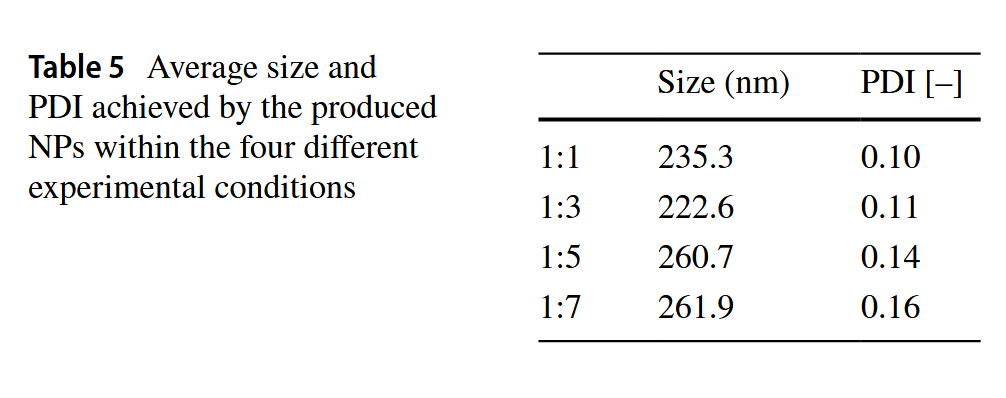 Table 5 Average size and
PDI achieved by the produced
NPs within the four different
experimental conditions
Size (nm) PDI [–]
1:1 235.3 0.10
1:3 222.6 0.11
1:5 260.7 0.14
1:7 261.9 0.16